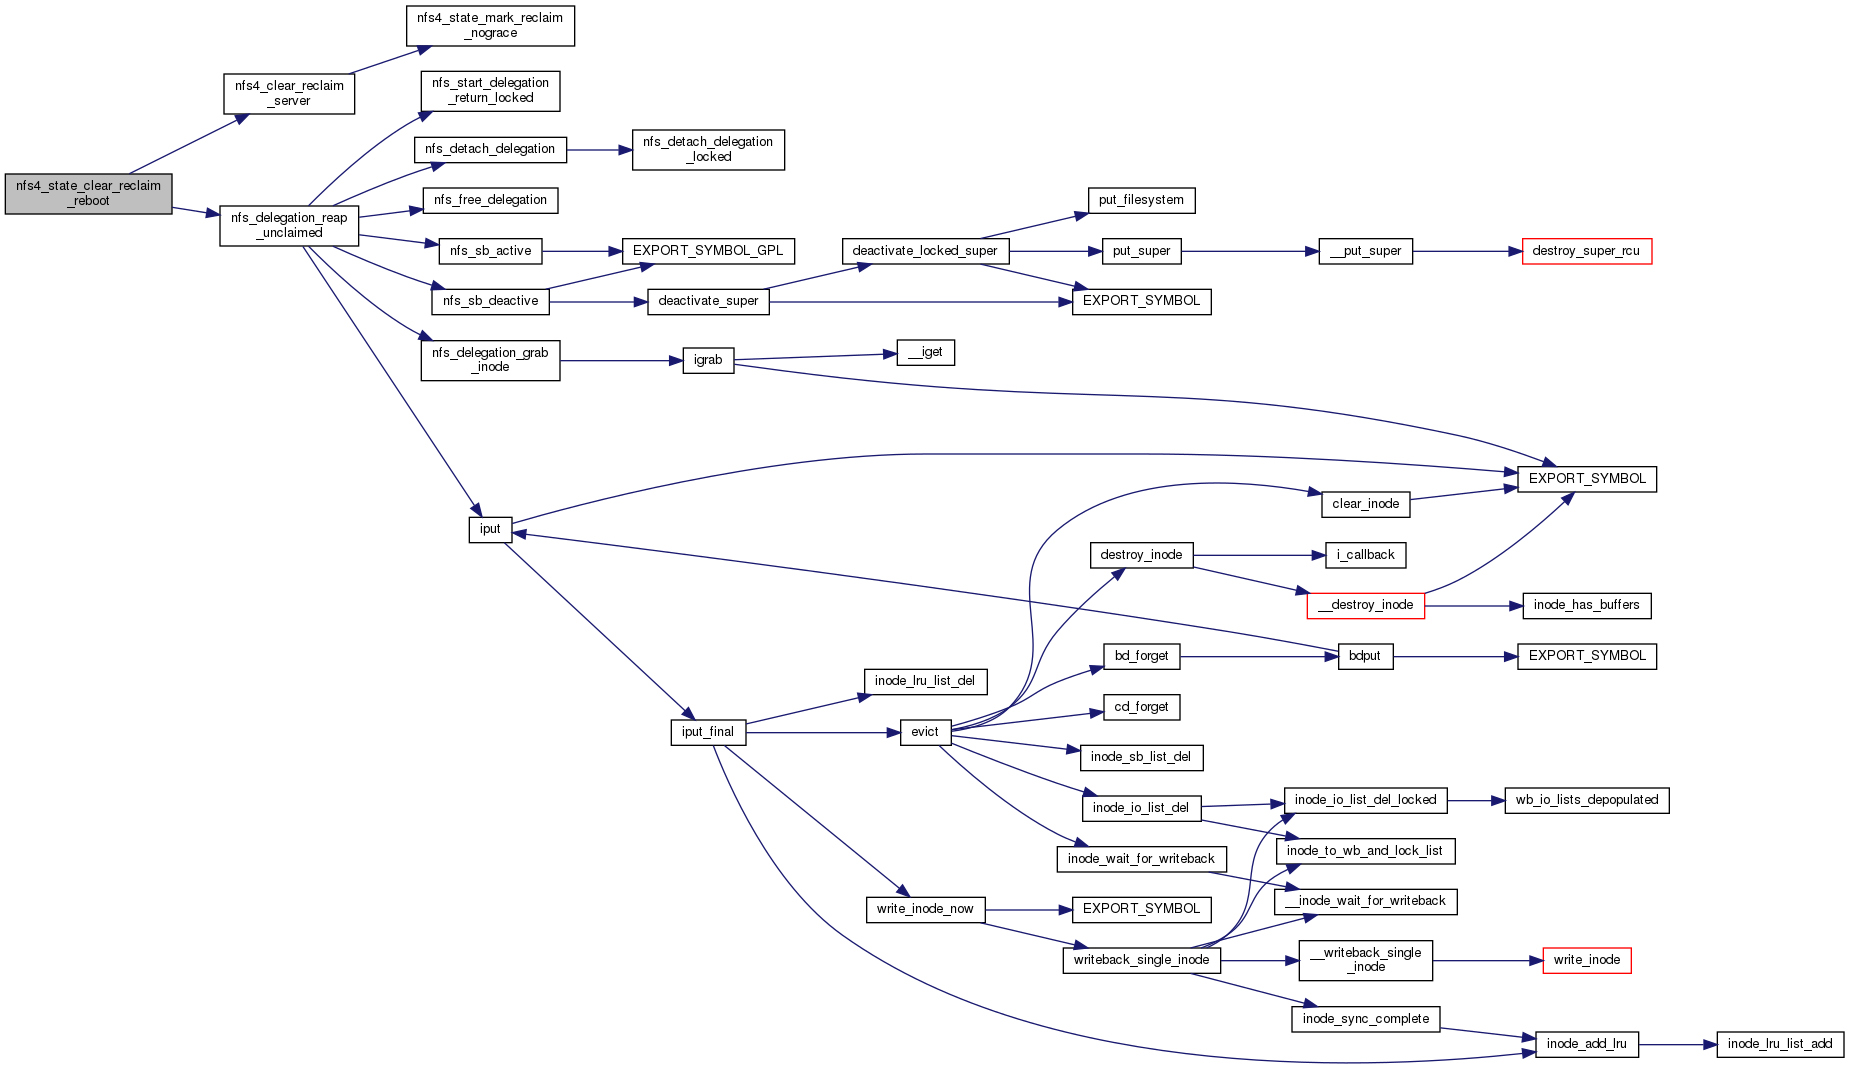 nfs4_state_mark_reclaim
_nograce
nfs4_clear_reclaim
_server
nfs_start_delegation
_return_locked
nfs_detach_delegation
nfs_detach_delegation
_locked
nfs4_state_clear_reclaim
_reboot
nfs_delegation_reap
_unclaimed
nfs_free_delegation
put_filesystem
nfs_sb_active
EXPORT_SYMBOL_GPL
deactivate_locked_super
put_super
__put_super
destroy_super_rcu
nfs_sb_deactive
deactivate_super
EXPORT_SYMBOL
nfs_delegation_grab
_inode
igrab
__iget
EXPORT_SYMBOL
clear_inode
iput
destroy_inode
i_callback
__destroy_inode
inode_has_buffers
bd_forget
bdput
EXPORT_SYMBOL
inode_lru_list_del
cd_forget
iput_final
evict
inode_sb_list_del
inode_io_list_del
inode_io_list_del_locked
wb_io_lists_depopulated
inode_to_wb_and_lock_list
inode_wait_for_writeback
__inode_wait_for_writeback
write_inode_now
EXPORT_SYMBOL
writeback_single_inode
__writeback_single
_inode
write_inode
inode_sync_complete
inode_add_lru
inode_lru_list_add